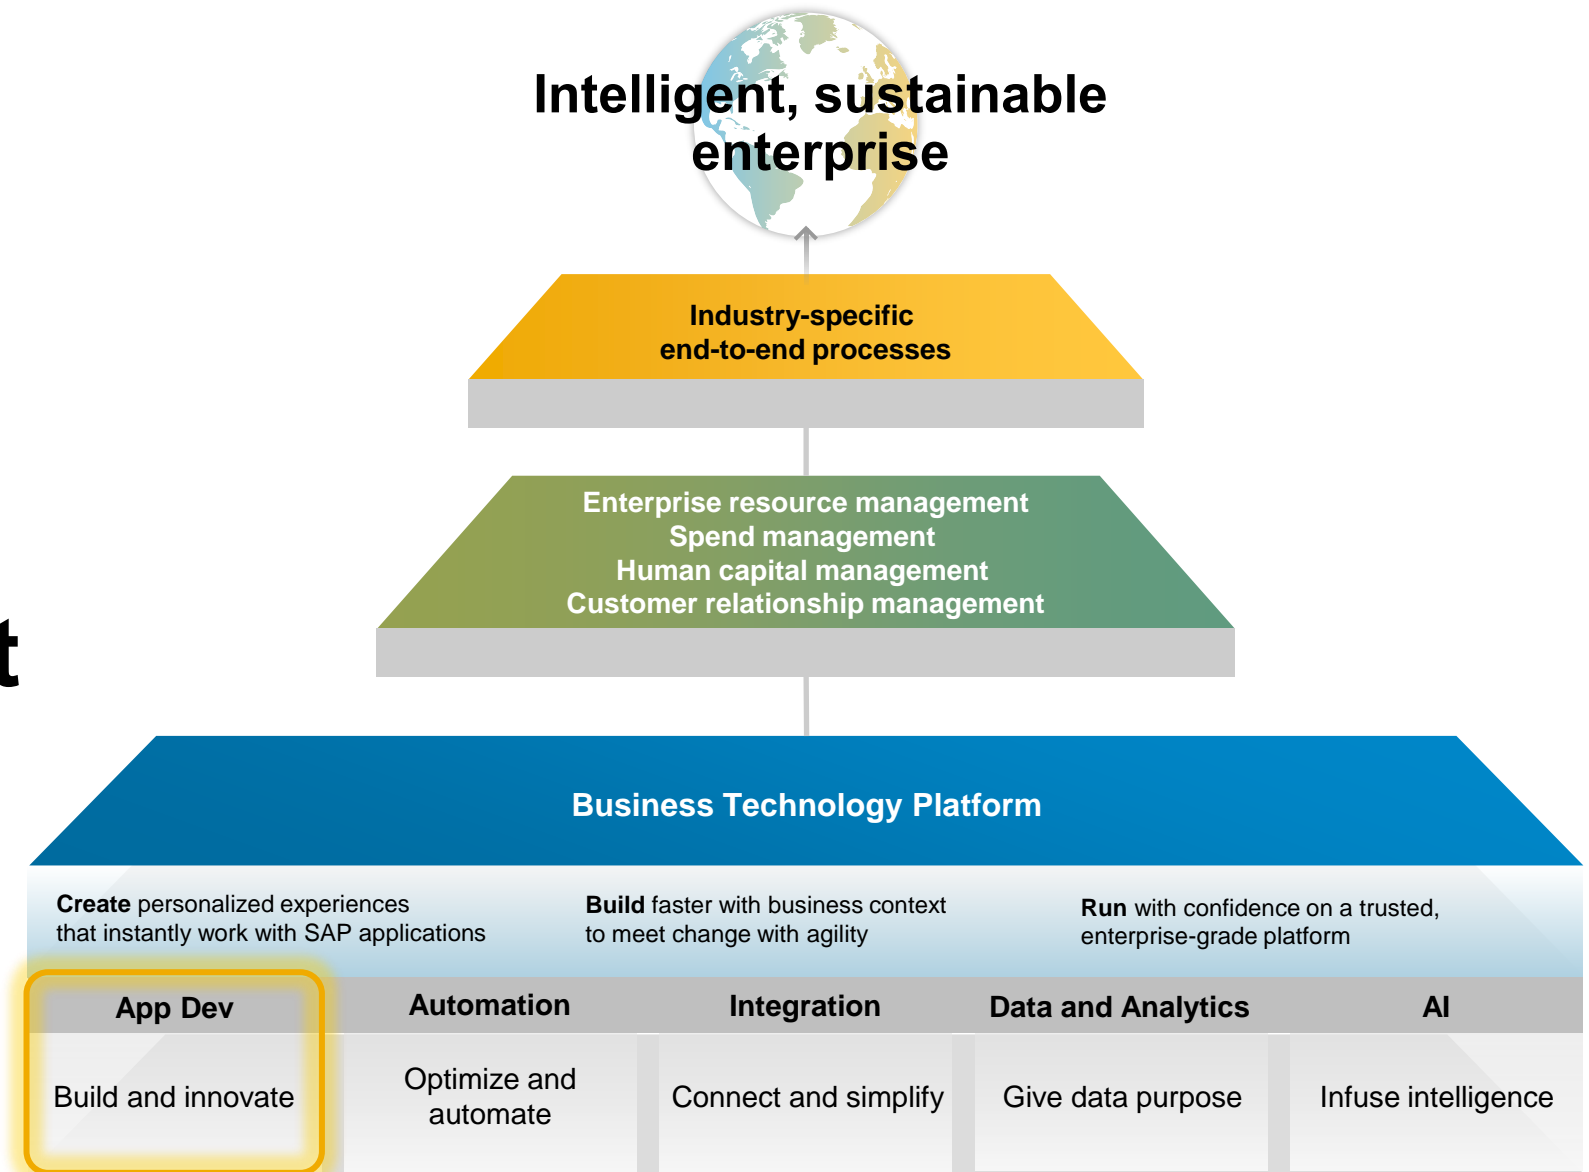 Intelligent, sustainable
enterprise
Industry-specific
end-to-end processes
Enterprise resource management
Spend management
Human capital management
Customer relationship management
t
Business Technology Platform
Create personalized experiences
that instantly work with SAP applications
Build faster with business context
to meet change with agility
Run with confidence on a trusted,
enterprise-grade platform
App Dev
Automation
Integration
Data and Analytics
AI
Build and innovate
Optimize and
automate
Connect and simplify
Give data purpose
Infuse intelligence